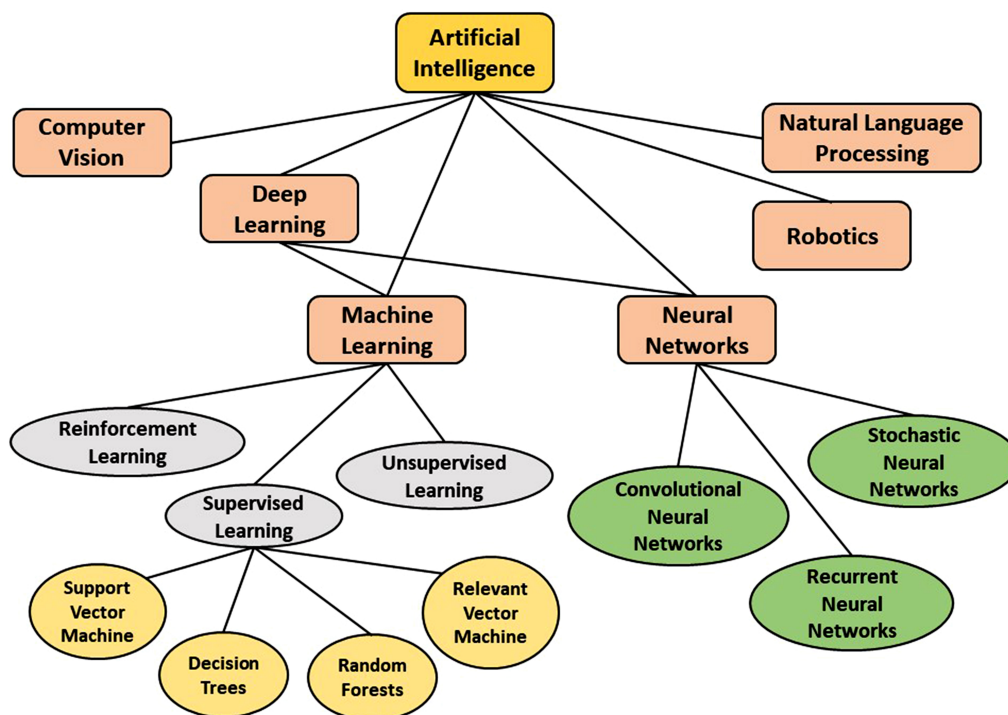 Artificial
Intelligence
Computer
Vision
Natural Language
Processing
Deep
Learning
Robotics
Machine
Learning
Neural
Networks
Reinforcement
Learning
Unsupervised
Learning
Supervised
Learning
Convolutional
Neural
Networks
Stochastic
Neural
Networks
Recurrent
Neural
Networks
Support
Vector
Machine
Decision
Trees
Random
Forests
Relevant
Vector
Machine